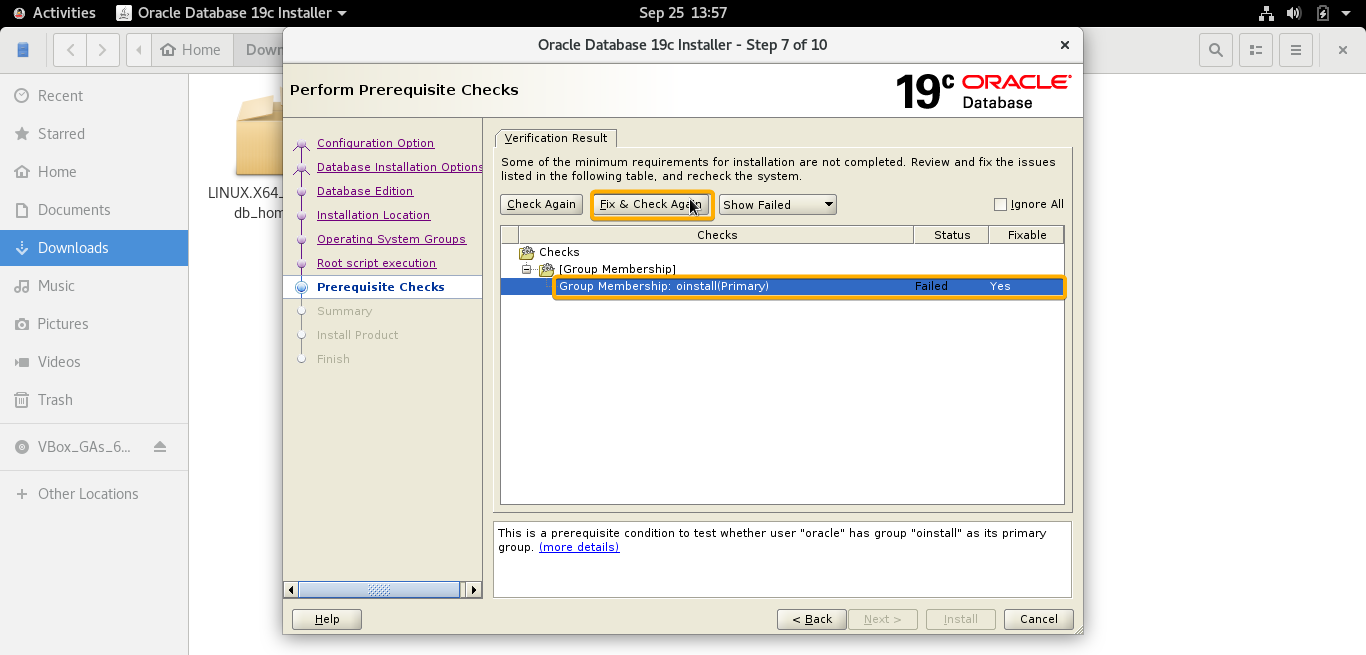 Activities
Oracle Database 19c Installer
Sep 25 13:57
Home
Down
Recent
Starred
Home
Documents
Downloads
Music
Pictures
Videos
Trash
VBox_GAs_6...
Other Locations
LINUX.X64_
db_hom
Oracle Database 19c Installer - Step 7 of 10
Perform Prerequisite Checks
19c ORACLE
Database
Configuration Option
Database Installation Options
Database Edition
Installation Location
Operating System Groups
Root script execution
Prerequisite Checks
Summary
Install Product
Finish
Verification Result
Some of the minimum requirements for installation are not completed. Review and fix the issues
listed in the following table, and recheck the system.
Check Again
Fix & Check Again
Show Failed
Ignore All
Checks Status Fixable
Checks
[Group Membership]
Group Membership: oinstall(Primary) Failed Yes
This is a prerequisite condition to test whether user "oracle" has group "oinstall" as its primary
group. (more details)
Help
< Back
Next >
Install
Cancel